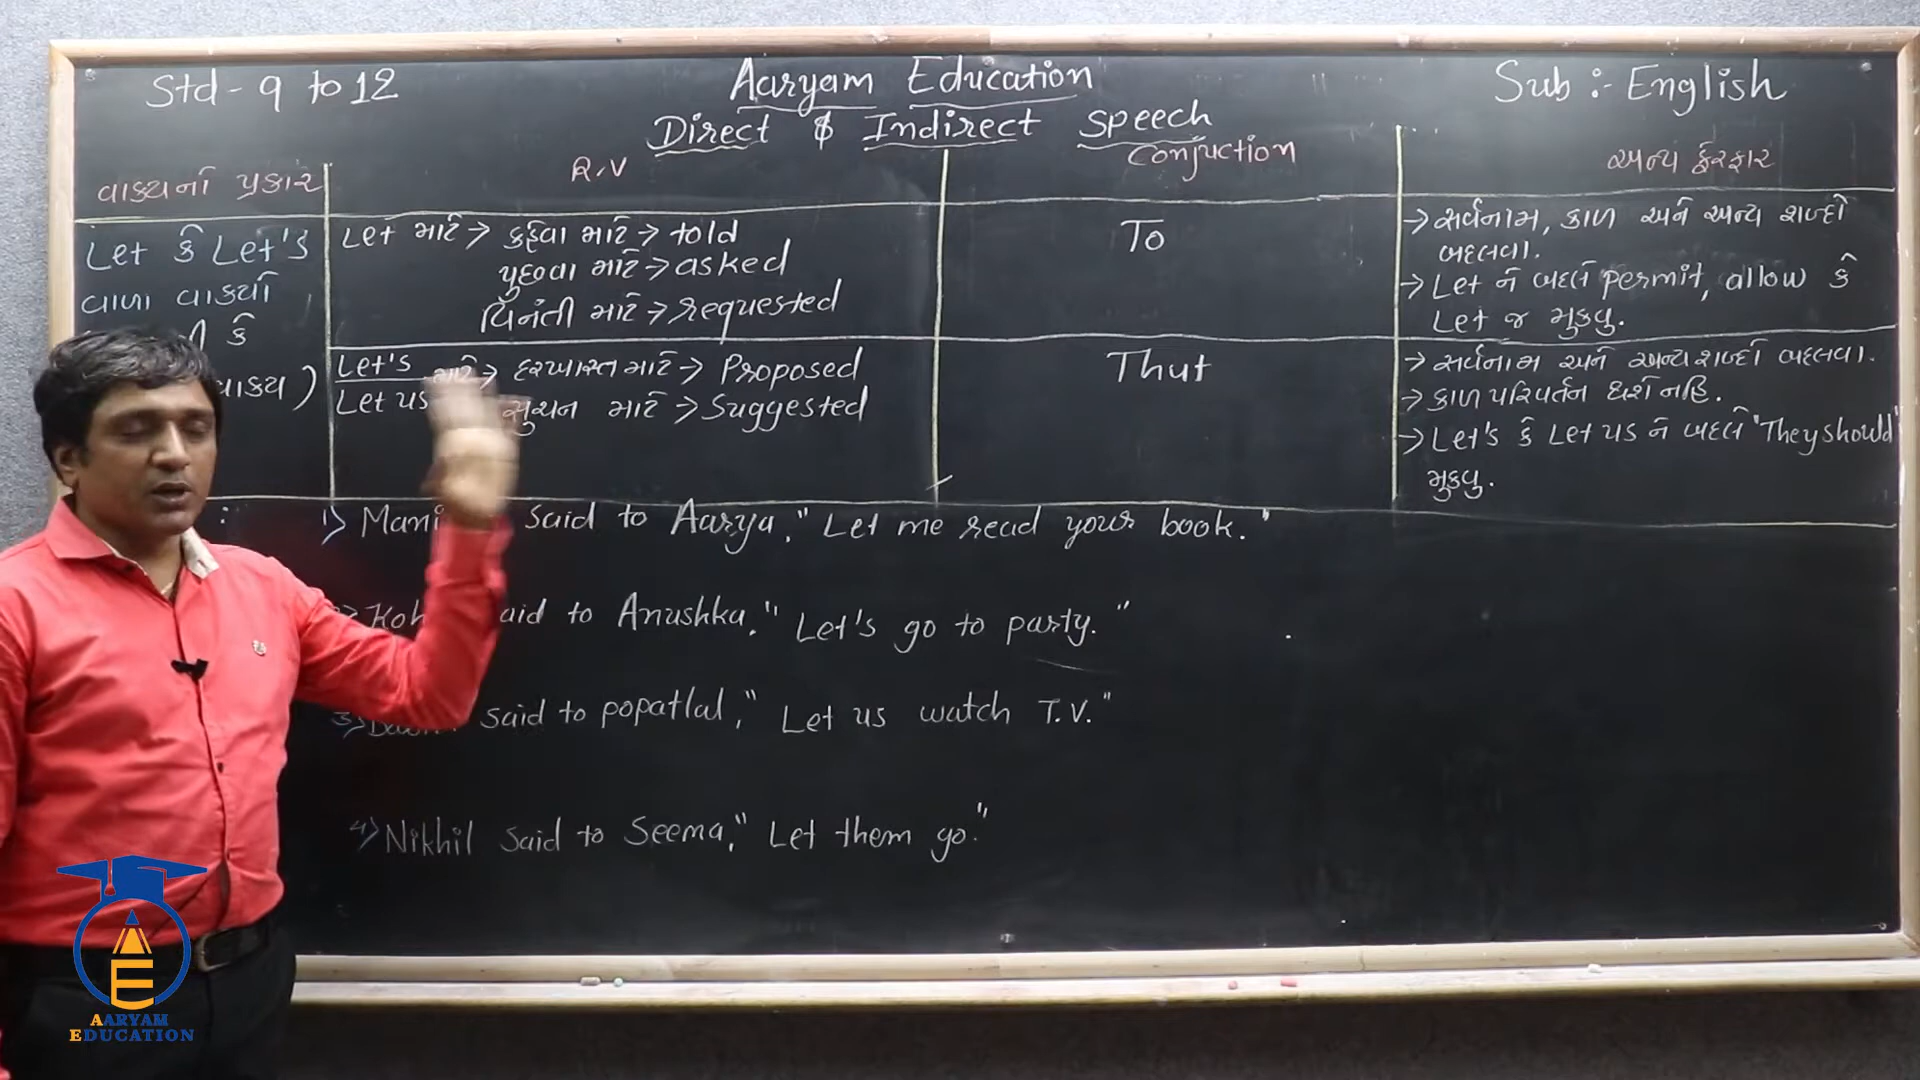 Std - 9 to 12
Aaryam Education
Sub :- English
Direct & Indirect Speech
વાક્યનો પ્રકાર
R.V
Conjuction
અન્ય ફેરફાર
Let કે Let's
વાળા વાક્યો
કે
વાક્ય)
Let માટે → કહેવા માટે → told
પુછવા માટે → asked
વિનંતી માટે → requested
To
→ સર્વનામ, કાળ અને અન્ય શબ્દો
બદલવા.
→ Let ને બદલે permit, allow કે
Let જ મુકવુ.
Let's
Let us
માટે → દરખાસ્ત માટે → Proposed
સુચન માટે → Suggested
That
→ સર્વનામ અને અન્ય શબ્દો બદલવા.
→ કાળ પરિવર્તન થશે નહિ.
→ Let's કે Let us ને બદલે "They should"
મુકવુ.
1) said to Aarya, "Let me read your book."
said to Anushka, "Let's go to party."
3) said to popatlal, "Let us watch T.V."
4) Nikhil said to Seema, "Let them go."
AARYAM
EDUCATION